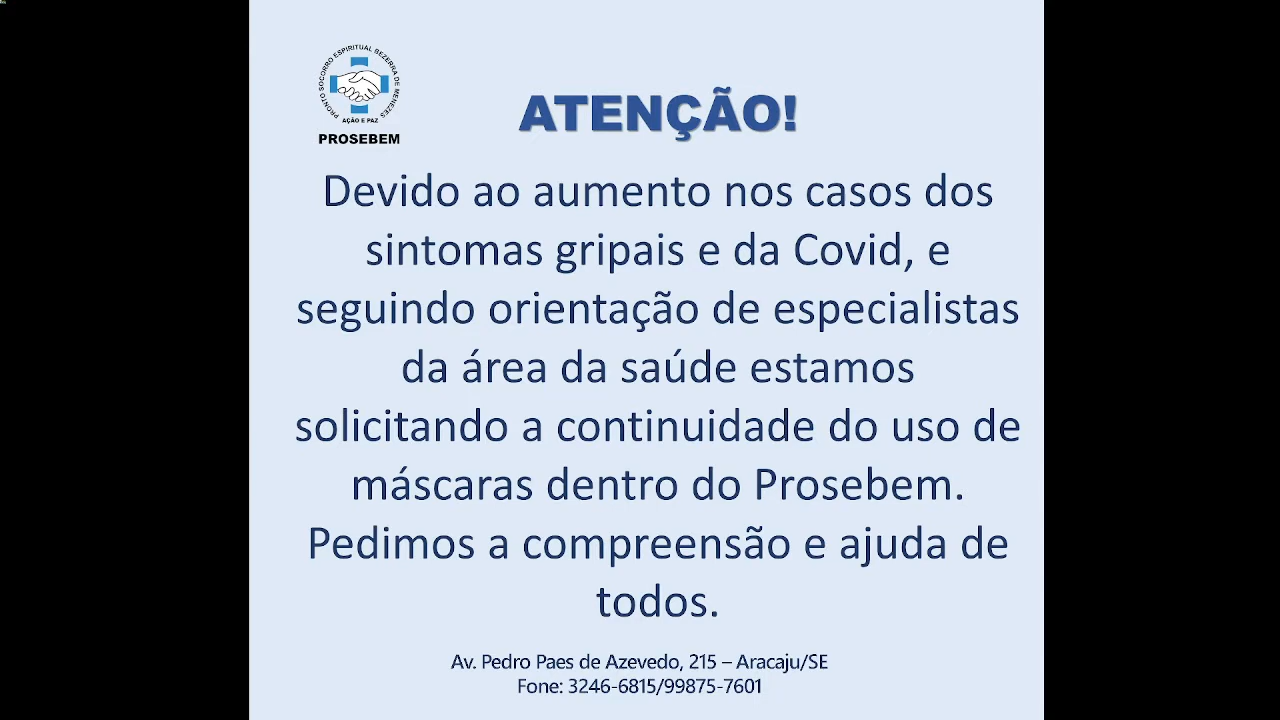 PRONTO SOCORRO ESPIRITUAL BEZERRA DE MENEZES
AÇÃO E PAZ
PROSEBEM
ATENÇÃO!
Devido ao aumento nos casos dos
sintomas gripais e da Covid, e
seguindo orientação de especialistas
da área da saúde estamos
solicitando a continuidade do uso de
máscaras dentro do Prosebem.
Pedimos a compreensão e ajuda de
todos.
Av. Pedro Paes de Azevedo, 215 – Aracaju/SE
Fone: 3246-6815/99875-7601